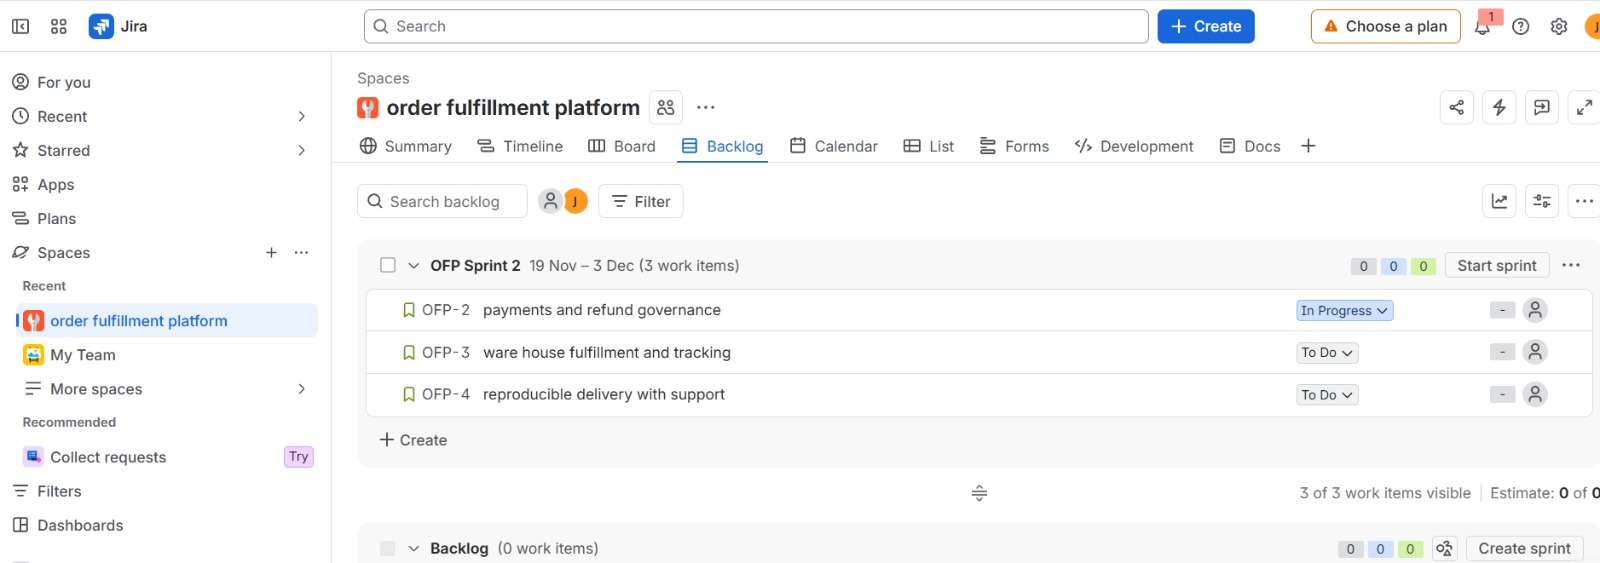 Jira
Search
Create
Choose a plan
1
J
For you
Recent
Starred
Apps
Plans
Spaces
Recent
order fulfillment platform
My Team
More spaces
Recommended
Collect requests Try
Filters
Dashboards
Spaces
order fulfillment platform
Summary Timeline Board Backlog Calendar List Forms Development Docs
Search backlog J Filter
OFP Sprint 2 19 Nov – 3 Dec (3 work items) 0 0 0 Start sprint
OFP-2 payments and refund governance In Progress -
OFP-3 ware house fulfillment and tracking To Do -
OFP-4 reproducible delivery with support To Do -
Create
3 of 3 work items visible Estimate: 0 of 0
Backlog (0 work items) 0 0 0 Create sprint